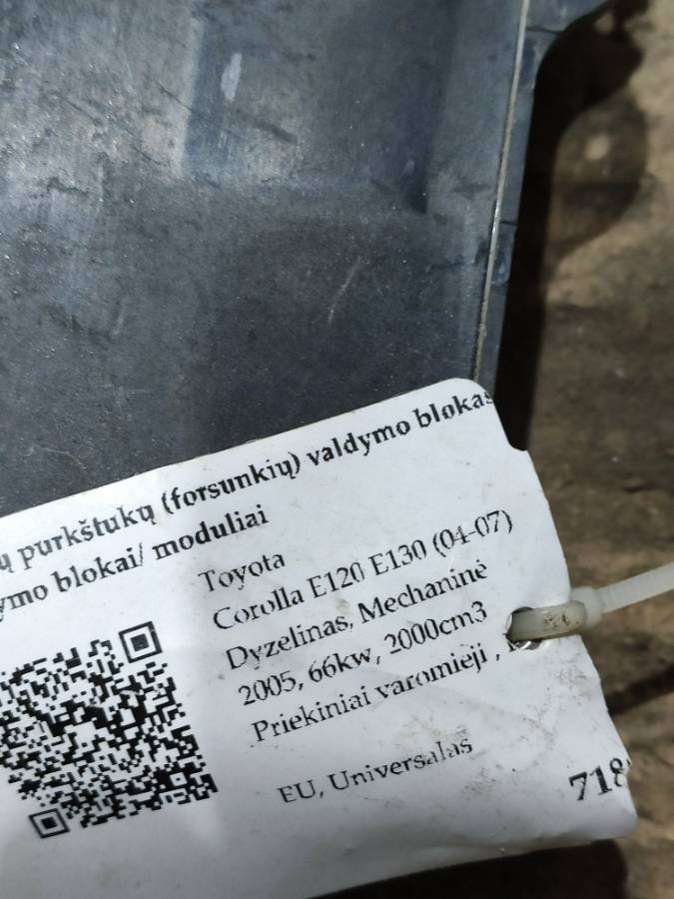 purkštukų (forsunkių) valdymo blokas
blokai/ moduliai
Toyota
Corolla E120 E130 (04-07)
Dyzelinas, Mechaninė
2005, 66kw, 2000cm3
Priekiniai varomieji ,
EU, Universalas
718